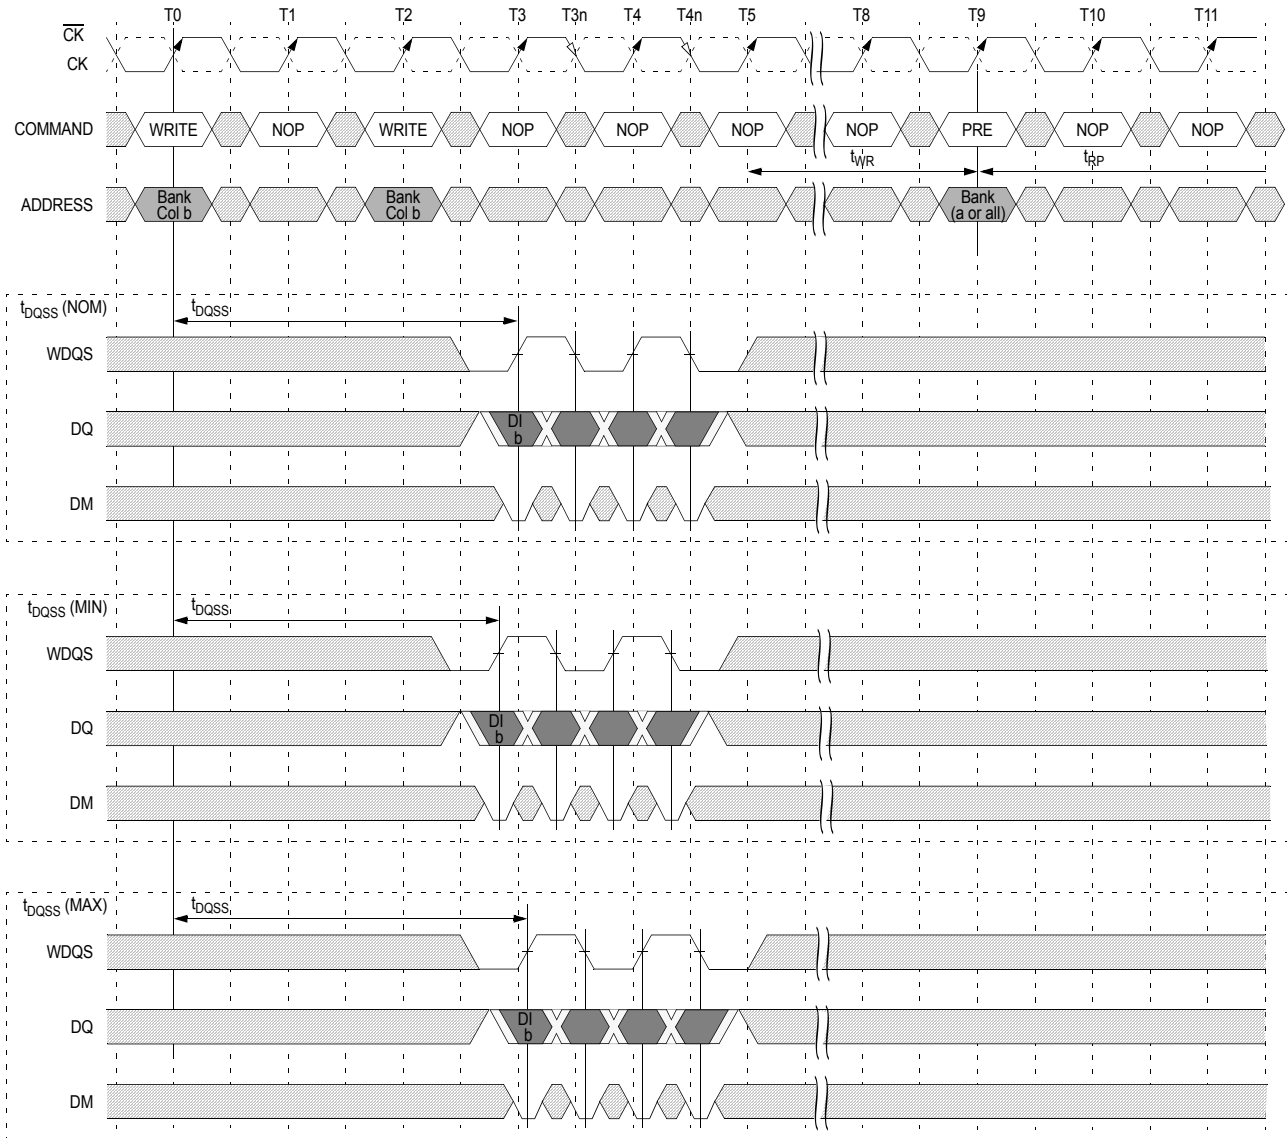 T0 T1 T2 T3 T3n T4 T4n T5 T8 T9 T10 T11
CK
CK
COMMAND WRITE NOP WRITE NOP NOP NOP NOP PRE NOP NOP
tWR tRP
ADDRESS Bank Col b Bank Col b Bank (a or all)
tDQSS (NOM) tDQSS
WDQS
DQ DI b
DM
tDQSS (MIN) tDQSS
WDQS
DQ DI b
DM
tDQSS (MAX) tDQSS
WDQS
DQ DI b
DM